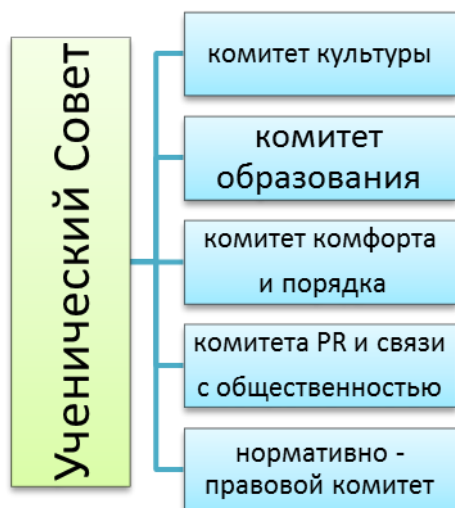 Ученический Совет
комитет культуры
комитет
образования
комитет комфорта
и порядка
комитета PR и связи
с общественностью
нормативно -
правовой комитет